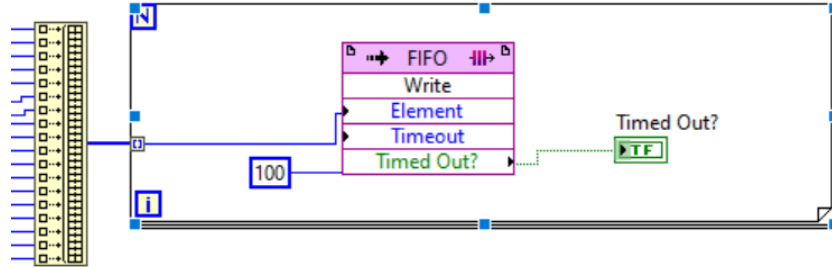 N
FIFO
Write
Element
Timeout
Timed Out?
Timed Out?
TF
100
i